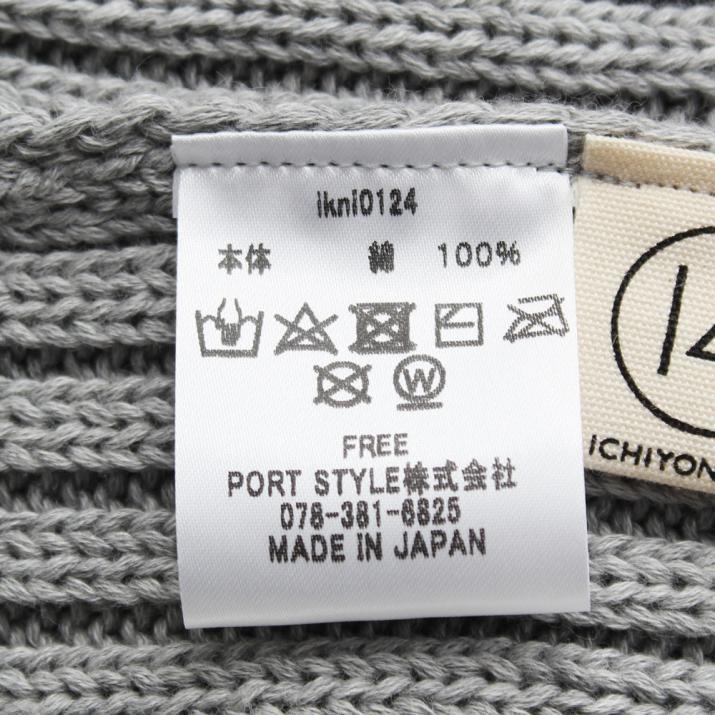 ikni0124
本体 綿 100%
W
FREE
PORT STYLE株式会社
078-381-6825
MADE IN JAPAN
14
ICHIYON